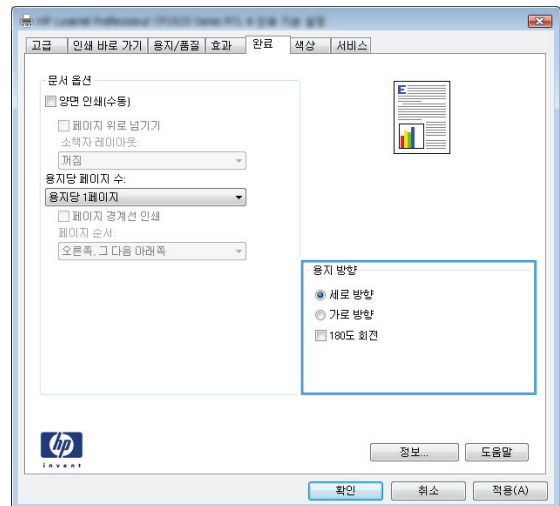 고급 인쇄 바로 가기 용지/품질 효과 완료 색상 서비스
문서 옵션
양면 인쇄(수동)
페이지 위로 넘기기
소책자 레이아웃:
꺼짐
용지당 페이지 수:
용지당 1페이지
페이지 경계선 인쇄
페이지 순서:
오른쪽, 그 다음 아래쪽
E
용지 방향
세로 방향
가로 방향
180도 회전
hp
invent
정보... 도움말
확인 취소 적용(A)